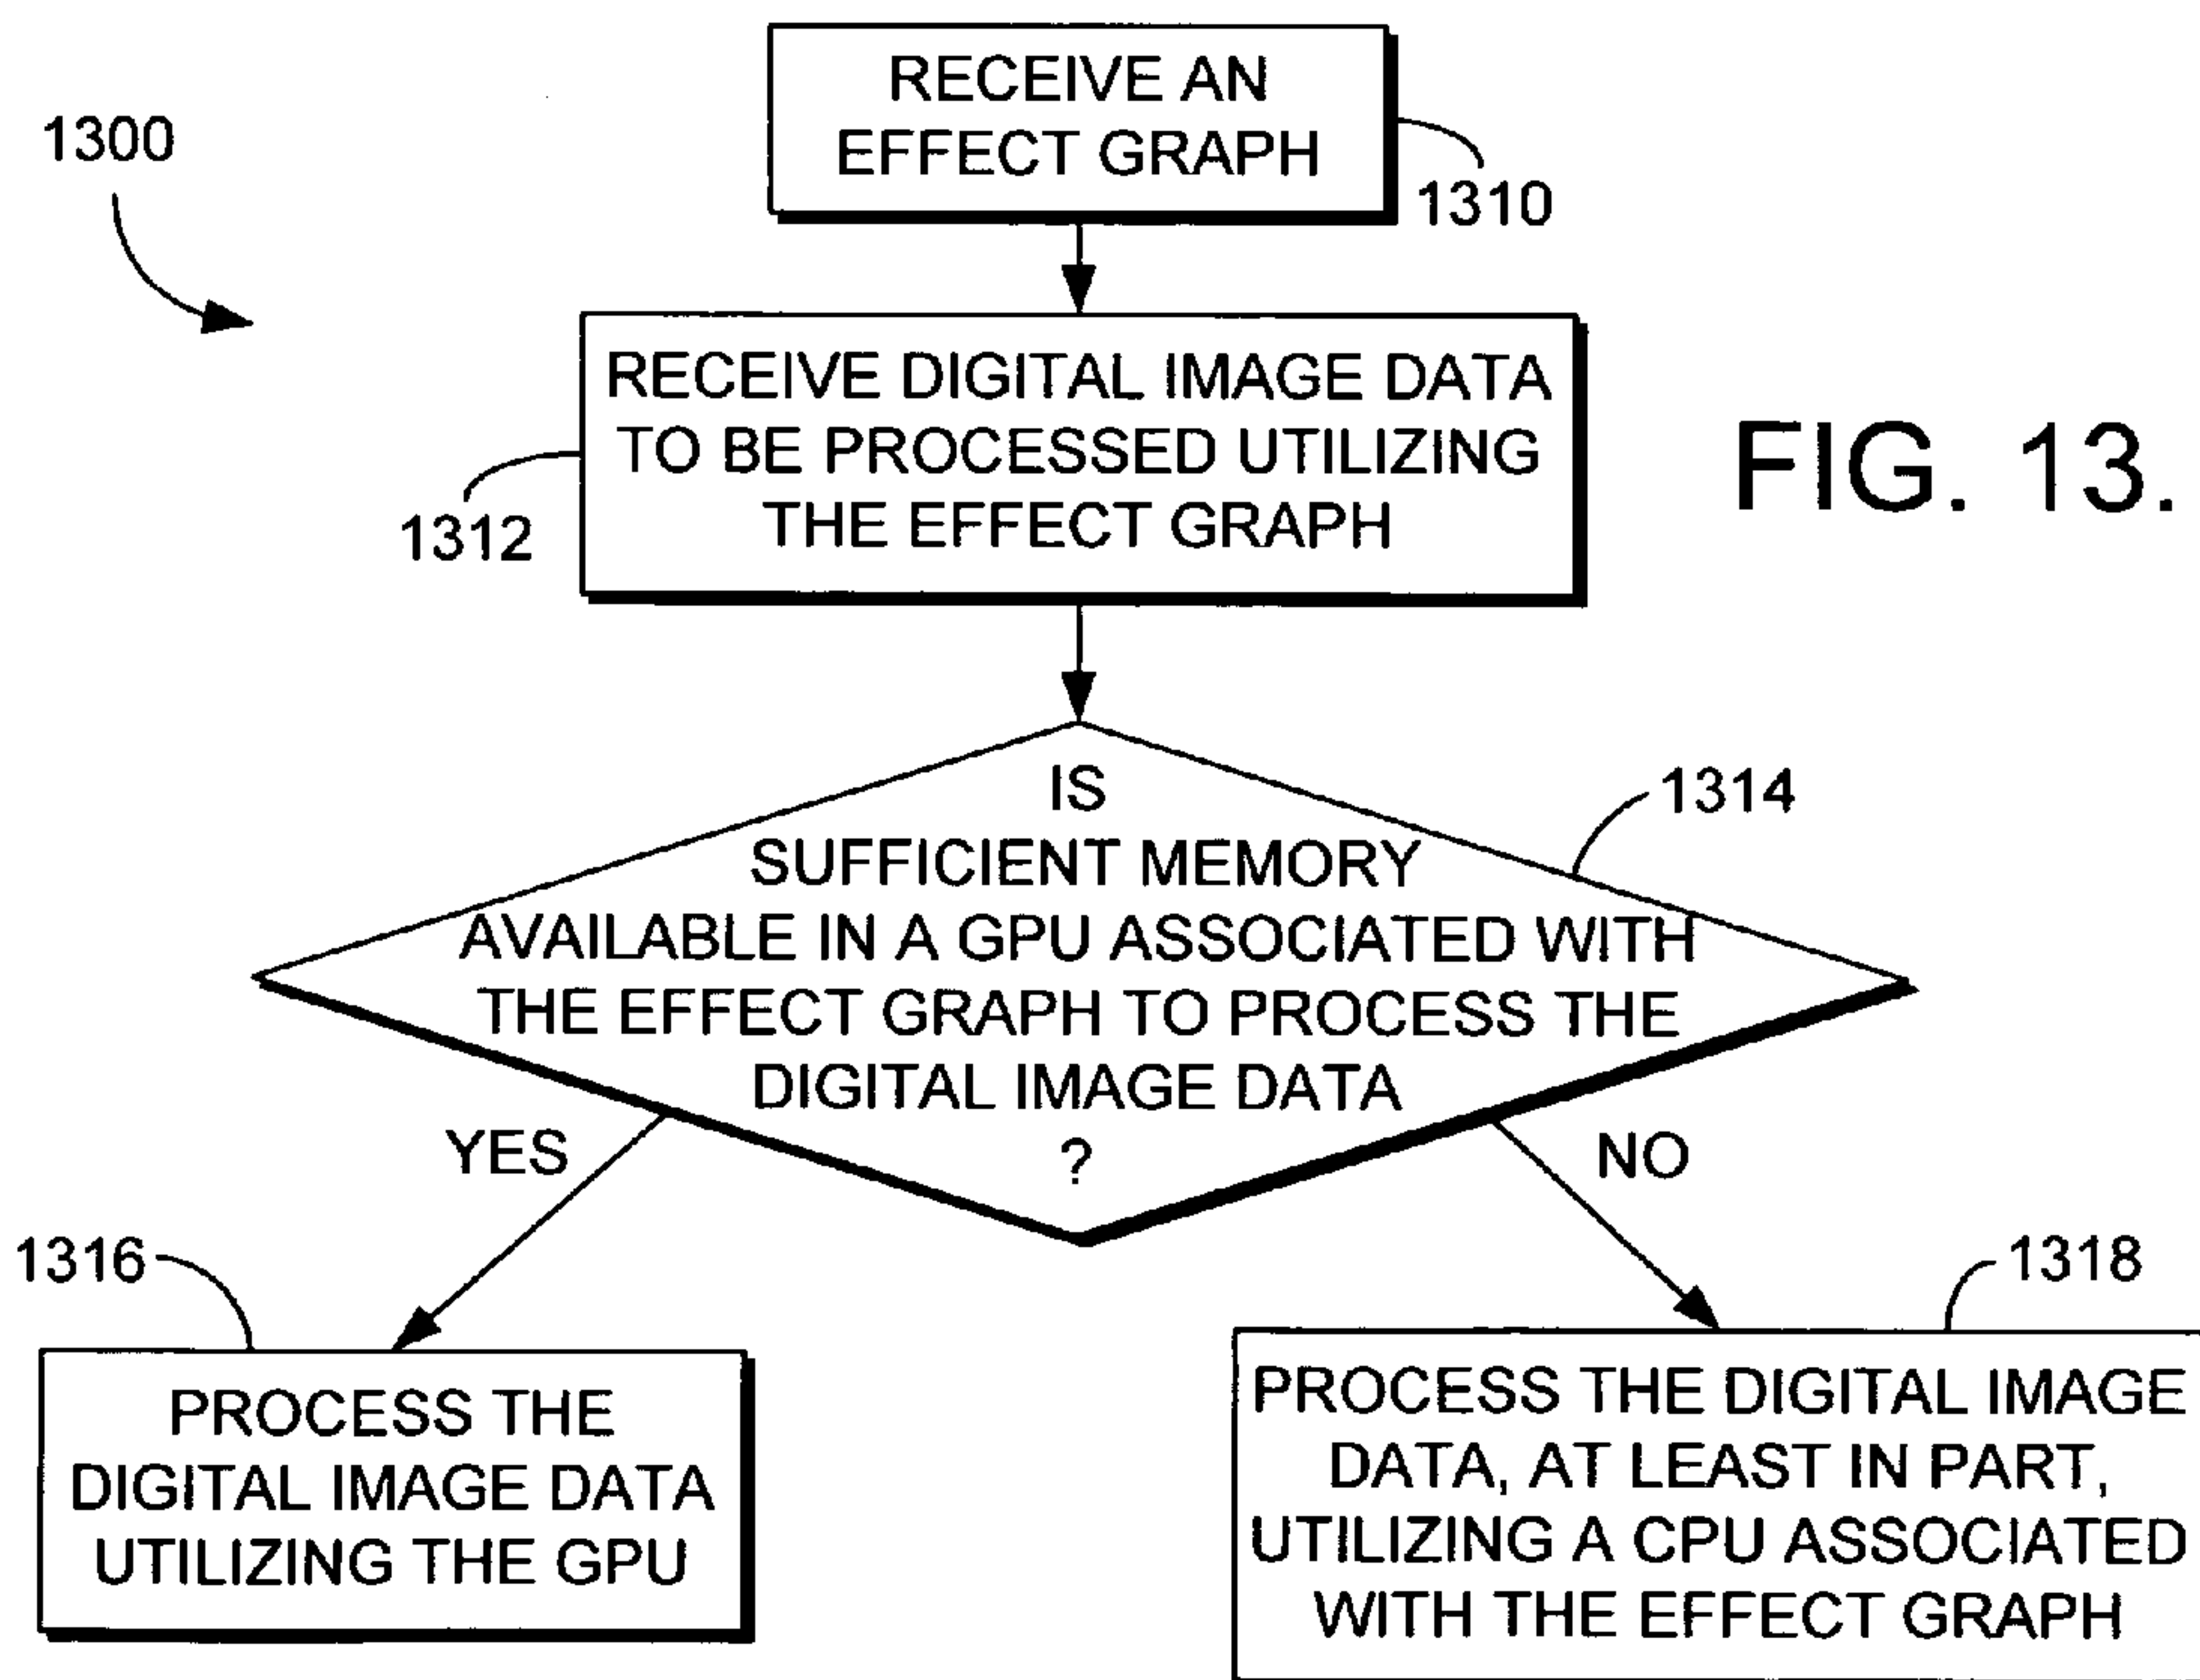 RECEIVE AN
EFFECT GRAPH
1300
1310
RECEIVE DIGITAL IMAGE DATA
TO BE PROCESSED UTILIZING
THE EFFECT GRAPH
1312
FIG. 13.
IS
SUFFICIENT MEMORY
AVAILABLE IN A GPU ASSOCIATED WITH
THE EFFECT GRAPH TO PROCESS THE
DIGITAL IMAGE DATA
?
1314
YES
NO
1316
1318
PROCESS THE
DIGITAL IMAGE DATA
UTILIZING THE GPU
PROCESS THE DIGITAL IMAGE
DATA, AT LEAST IN PART,
UTILIZING A CPU ASSOCIATED
WITH THE EFFECT GRAPH